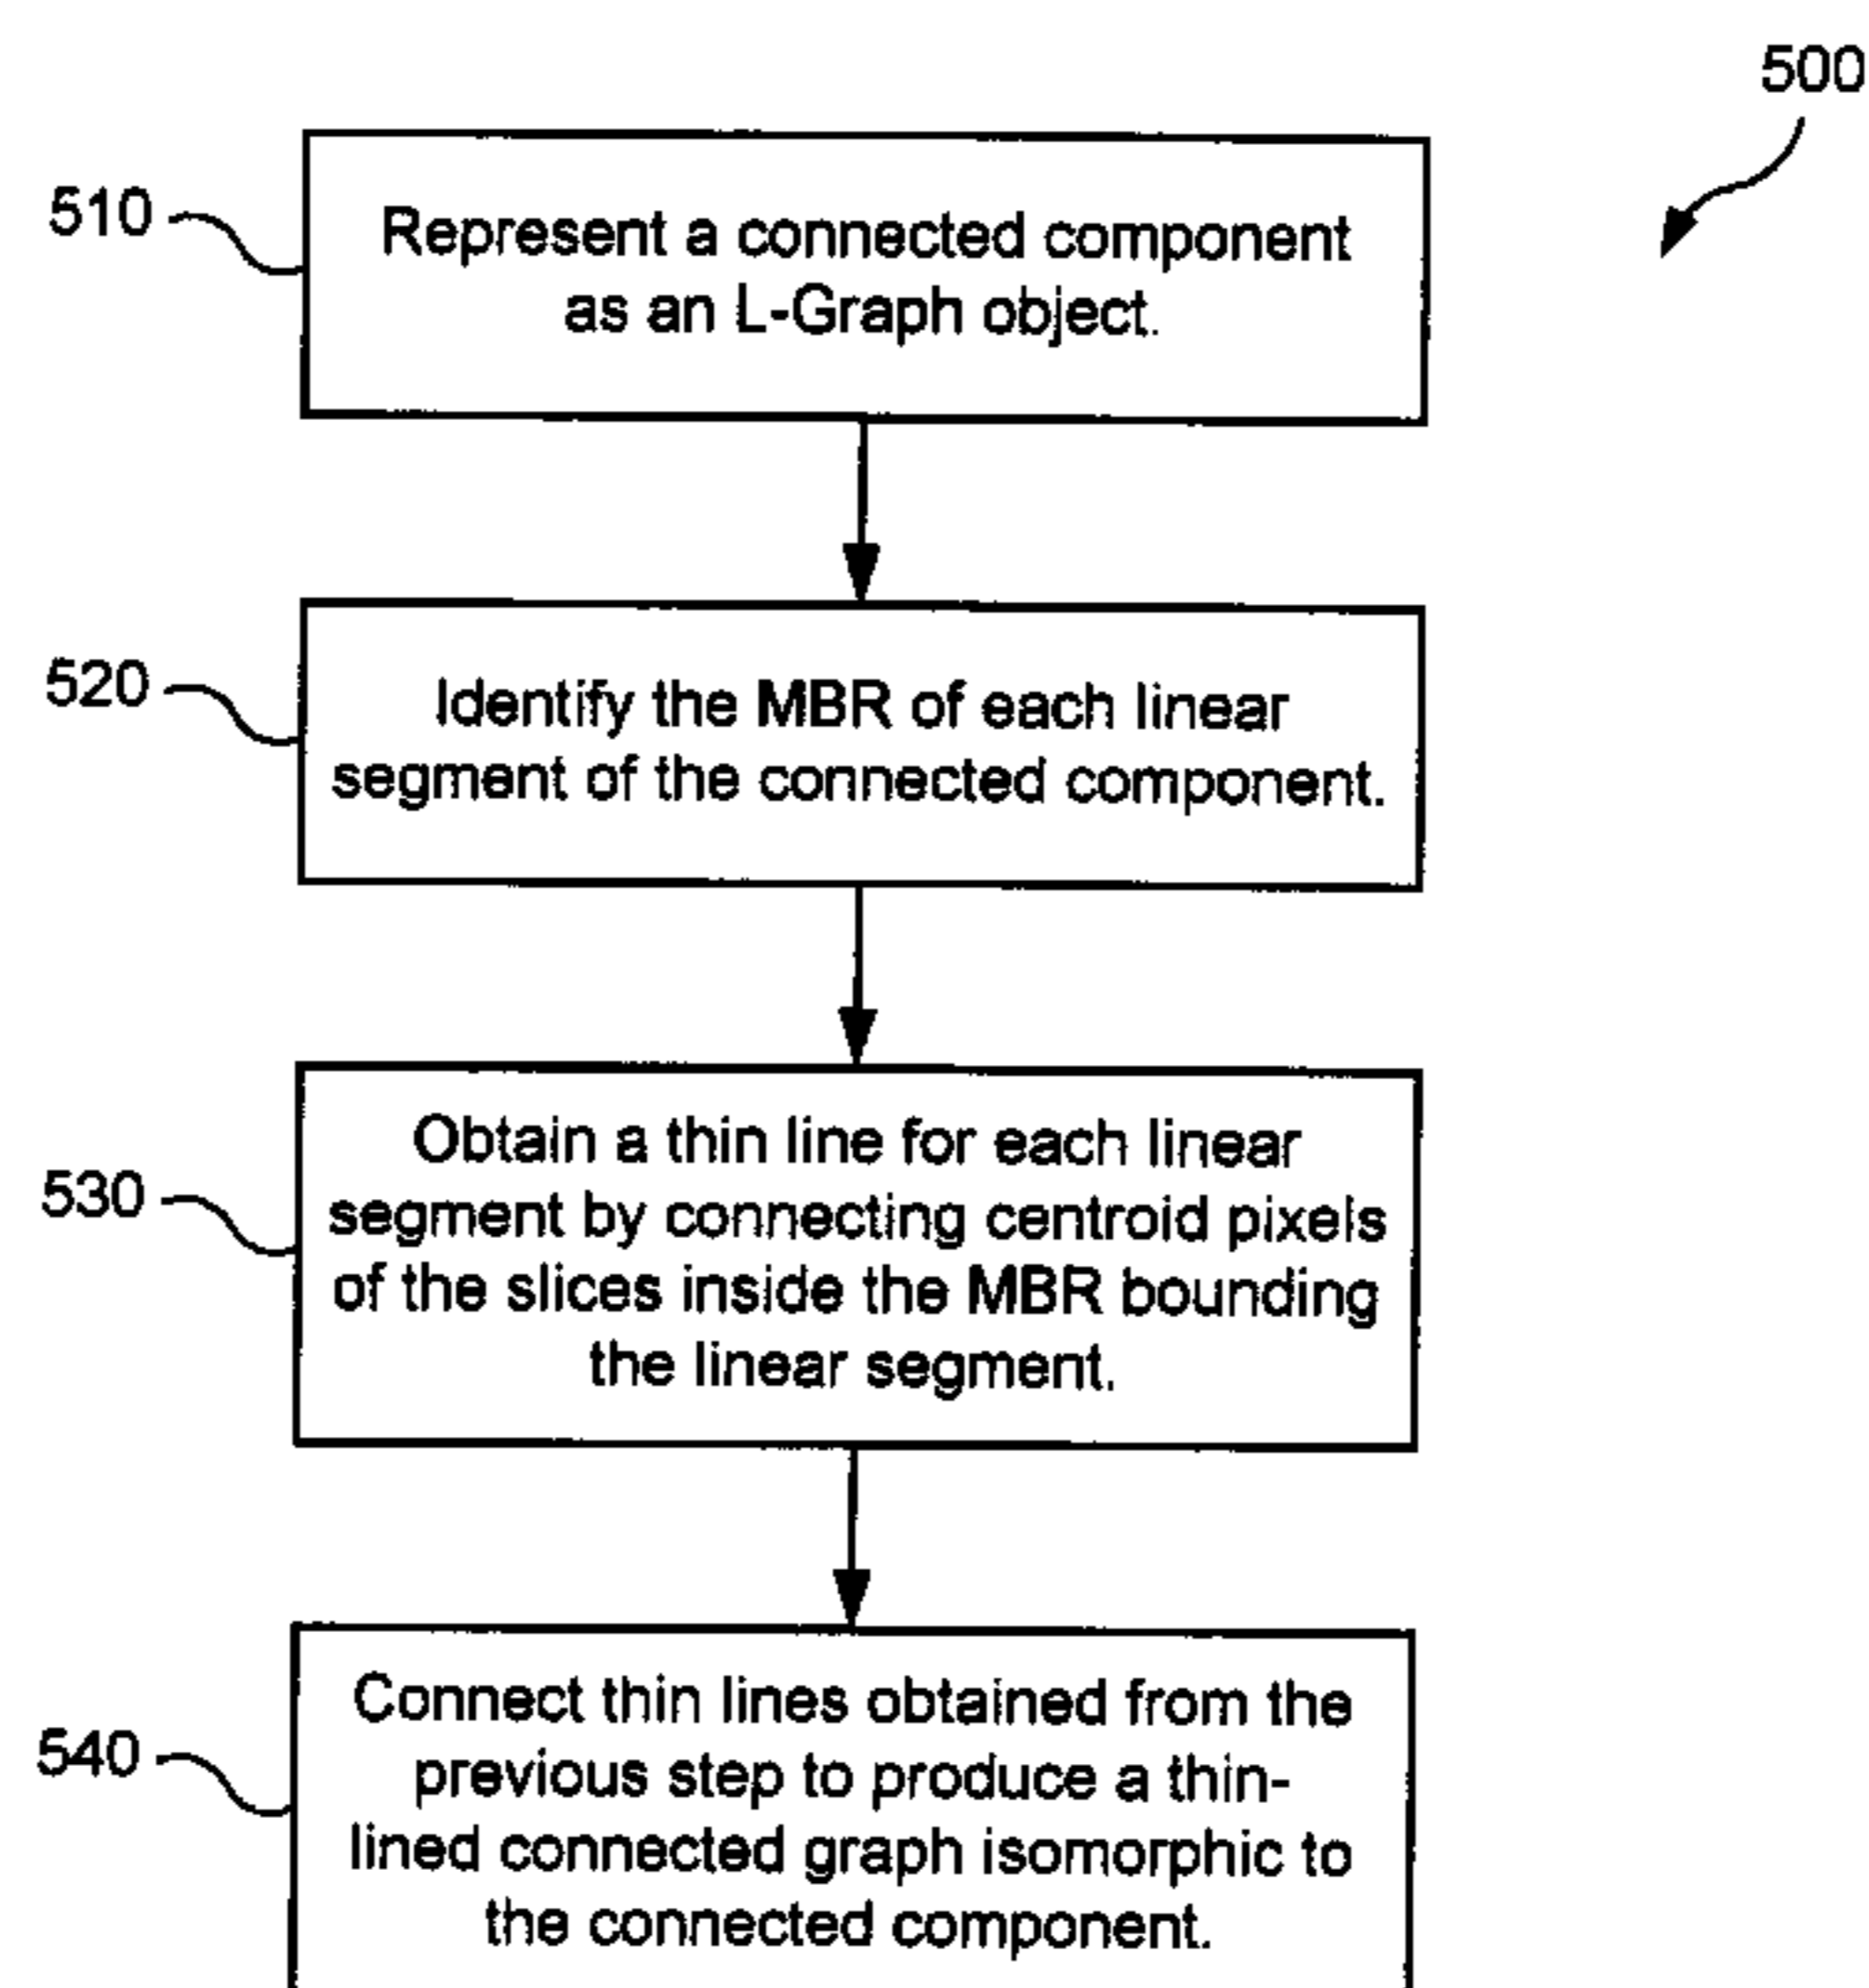 500
510
Represent a connected component
as an L-Graph object.
520
Identify the MBR of each linear
segment of the connected component.
530
Obtain a thin line for each linear
segment by connecting centroid pixels
of the slices inside the MBR bounding
the linear segment.
540
Connect thin lines obtained from the
previous step to produce a thin-
lined connected graph isomorphic to
the connected component.